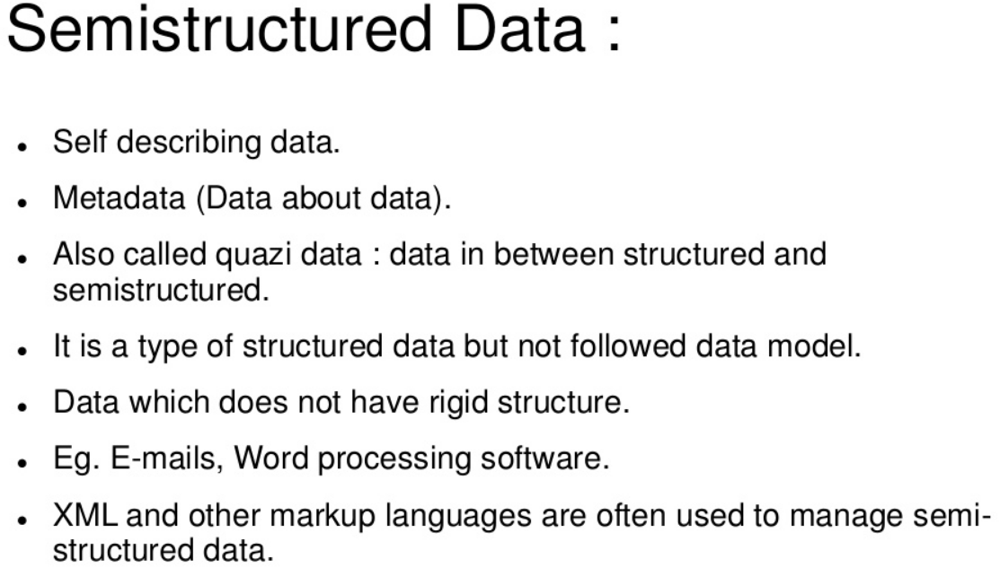 Semistructured Data :
• Self describing data.
• Metadata (Data about data).
• Also called quazi data : data in between structured and
semistructured.
• It is a type of structured data but not followed data model.
• Data which does not have rigid structure.
• Eg. E-mails, Word processing software.
• XML and other markup languages are often used to manage semi-
structured data.